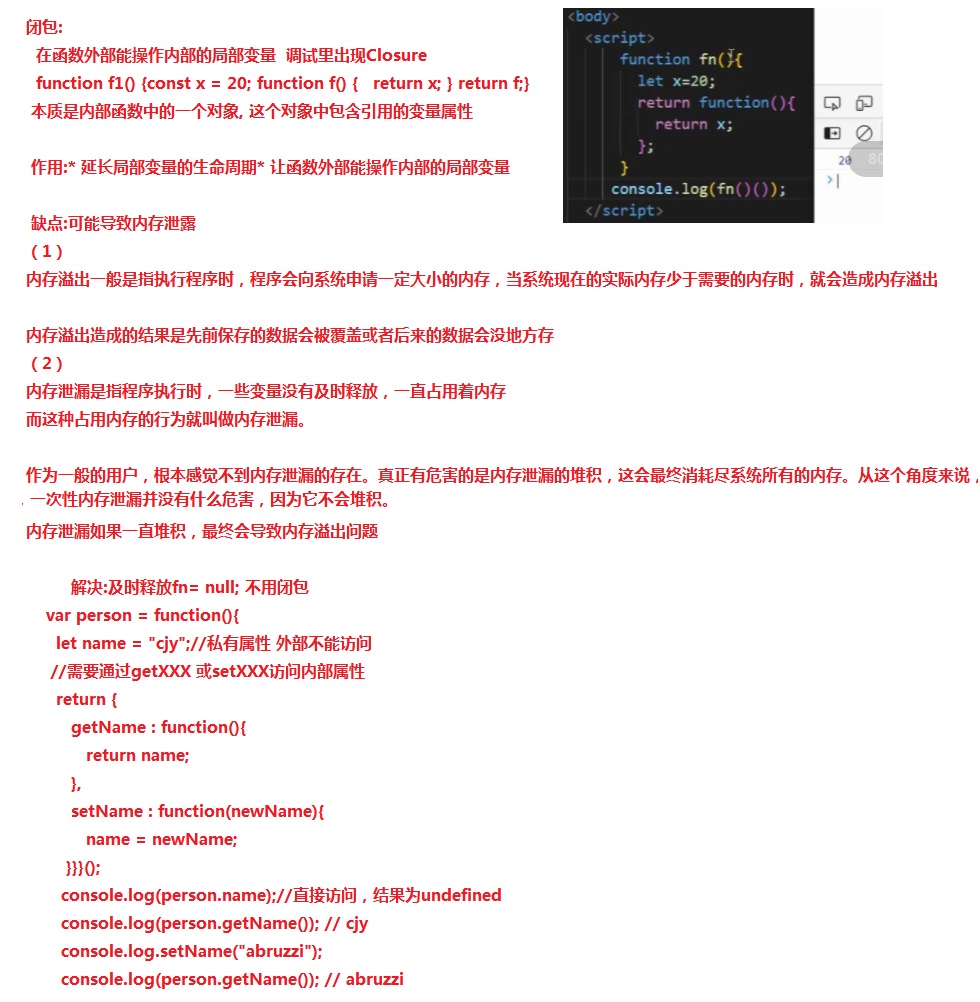 闭包:
在函数外部能操作内部的局部变量 调试里出现Closure
function f1() {const x = 20; function f() { return x; } return f;}
本质是内部函数中的一个对象, 这个对象中包含引用的变量属性
作用:* 延长局部变量的生命周期* 让函数外部能操作内部的局部变量
缺点:可能导致内存泄露
（1）
<body>
<script>
function fn(){
let x=20;
return function(){
return x;
};
}
console.log(fn()());
</script>
20
>
内存溢出一般是指执行程序时，程序会向系统申请一定大小的内存，当系统现在的实际内存少于需要的内存时，就会造成内存溢出
内存溢出造成的结果是先前保存的数据会被覆盖或者后来的数据会没地方存
（2）
内存泄漏是指程序执行时，一些变量没有及时释放，一直占用着内存
而这种占用内存的行为就叫做内存泄漏。
作为一般的用户，根本感觉不到内存泄漏的存在。真正有危害的是内存泄漏的堆积，这会最终消耗尽系统所有的内存。从这个角度来说，
，一次性内存泄漏并没有什么危害，因为它不会堆积。
内存泄漏如果一直堆积，最终会导致内存溢出问题
解决:及时释放fn= null; 不用闭包
var person = function(){
let name = "cjy";//私有属性 外部不能访问
//需要通过getXXX 或setXXX访问内部属性
return {
getName : function(){
return name;
},
setName : function(newName){
name = newName;
}}}();
console.log(person.name);//直接访问，结果为undefined
console.log(person.getName()); // cjy
console.log.setName("abruzzi");
console.log(person.getName()); // abruzzi